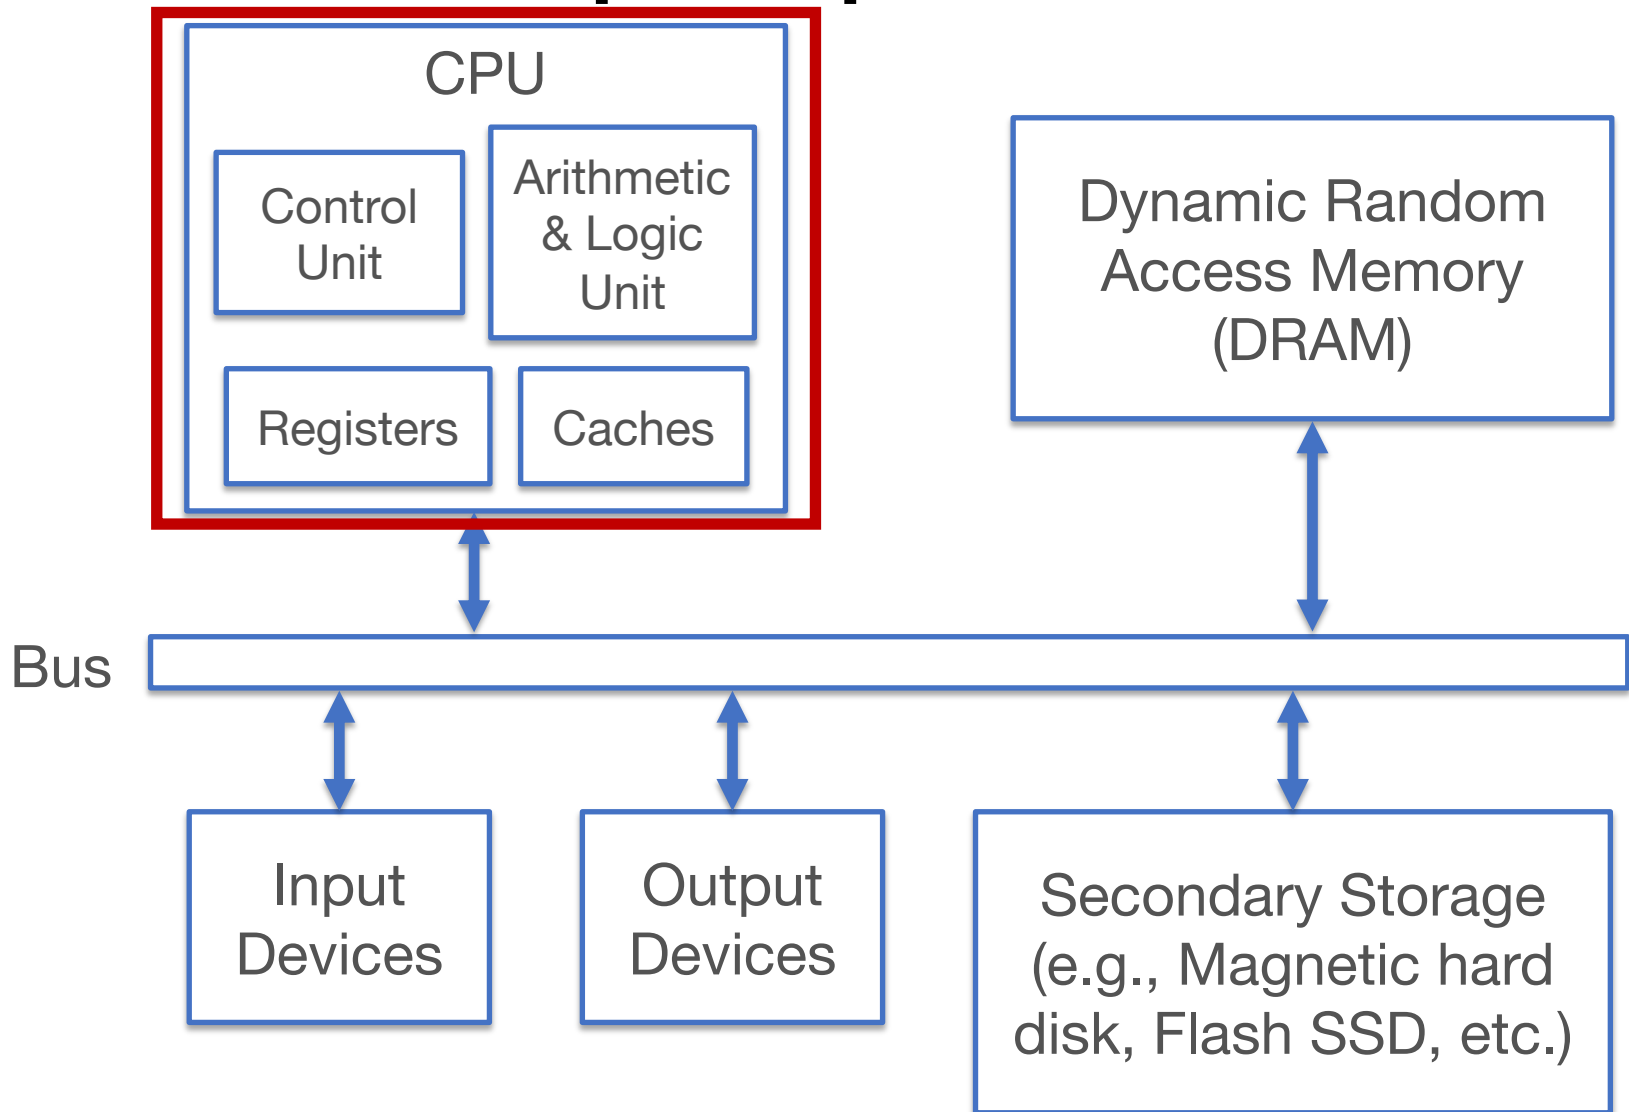 CPU
Control
Unit
Arithmetic
& Logic
Unit
Registers
Caches
Dynamic Random
Access Memory
(DRAM)
Bus
Input
Devices
Output
Devices
Secondary Storage
(e.g., Magnetic hard
disk, Flash SSD, etc.)